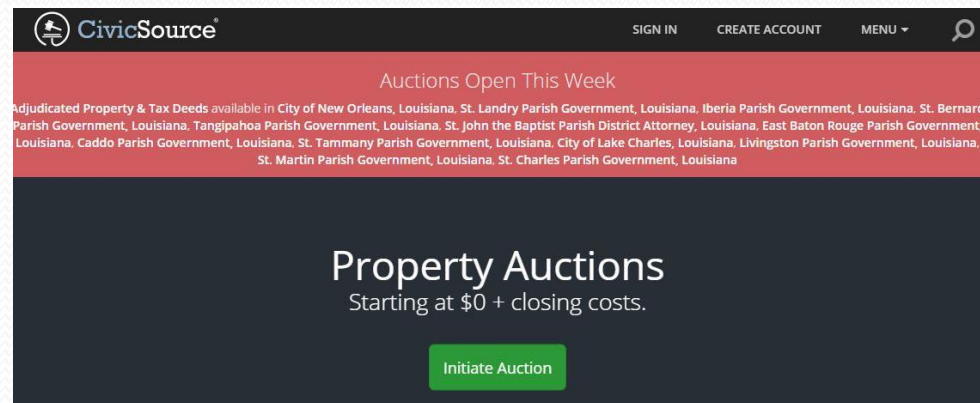 CivicSource®
SIGN IN CREATE ACCOUNT MENU
Auctions Open This Week
Adjudicated Property & Tax Deeds available in City of New Orleans, Louisiana, St. Landry Parish Government, Louisiana, Iberia Parish Government, Louisiana, St. Bernard
Parish Government, Louisiana, Tangipahoa Parish Government, Louisiana, St. John the Baptist Parish District Attorney, Louisiana, East Baton Rouge Parish Government
Louisiana, Caddo Parish Government, Louisiana, St. Tammany Parish Government, Louisiana, City of Lake Charles, Louisiana, Livingston Parish Government, Louisiana,
St. Martin Parish Government, Louisiana, St. Charles Parish Government, Louisiana
Property Auctions
Starting at $0 + closing costs.
Initiate Auction